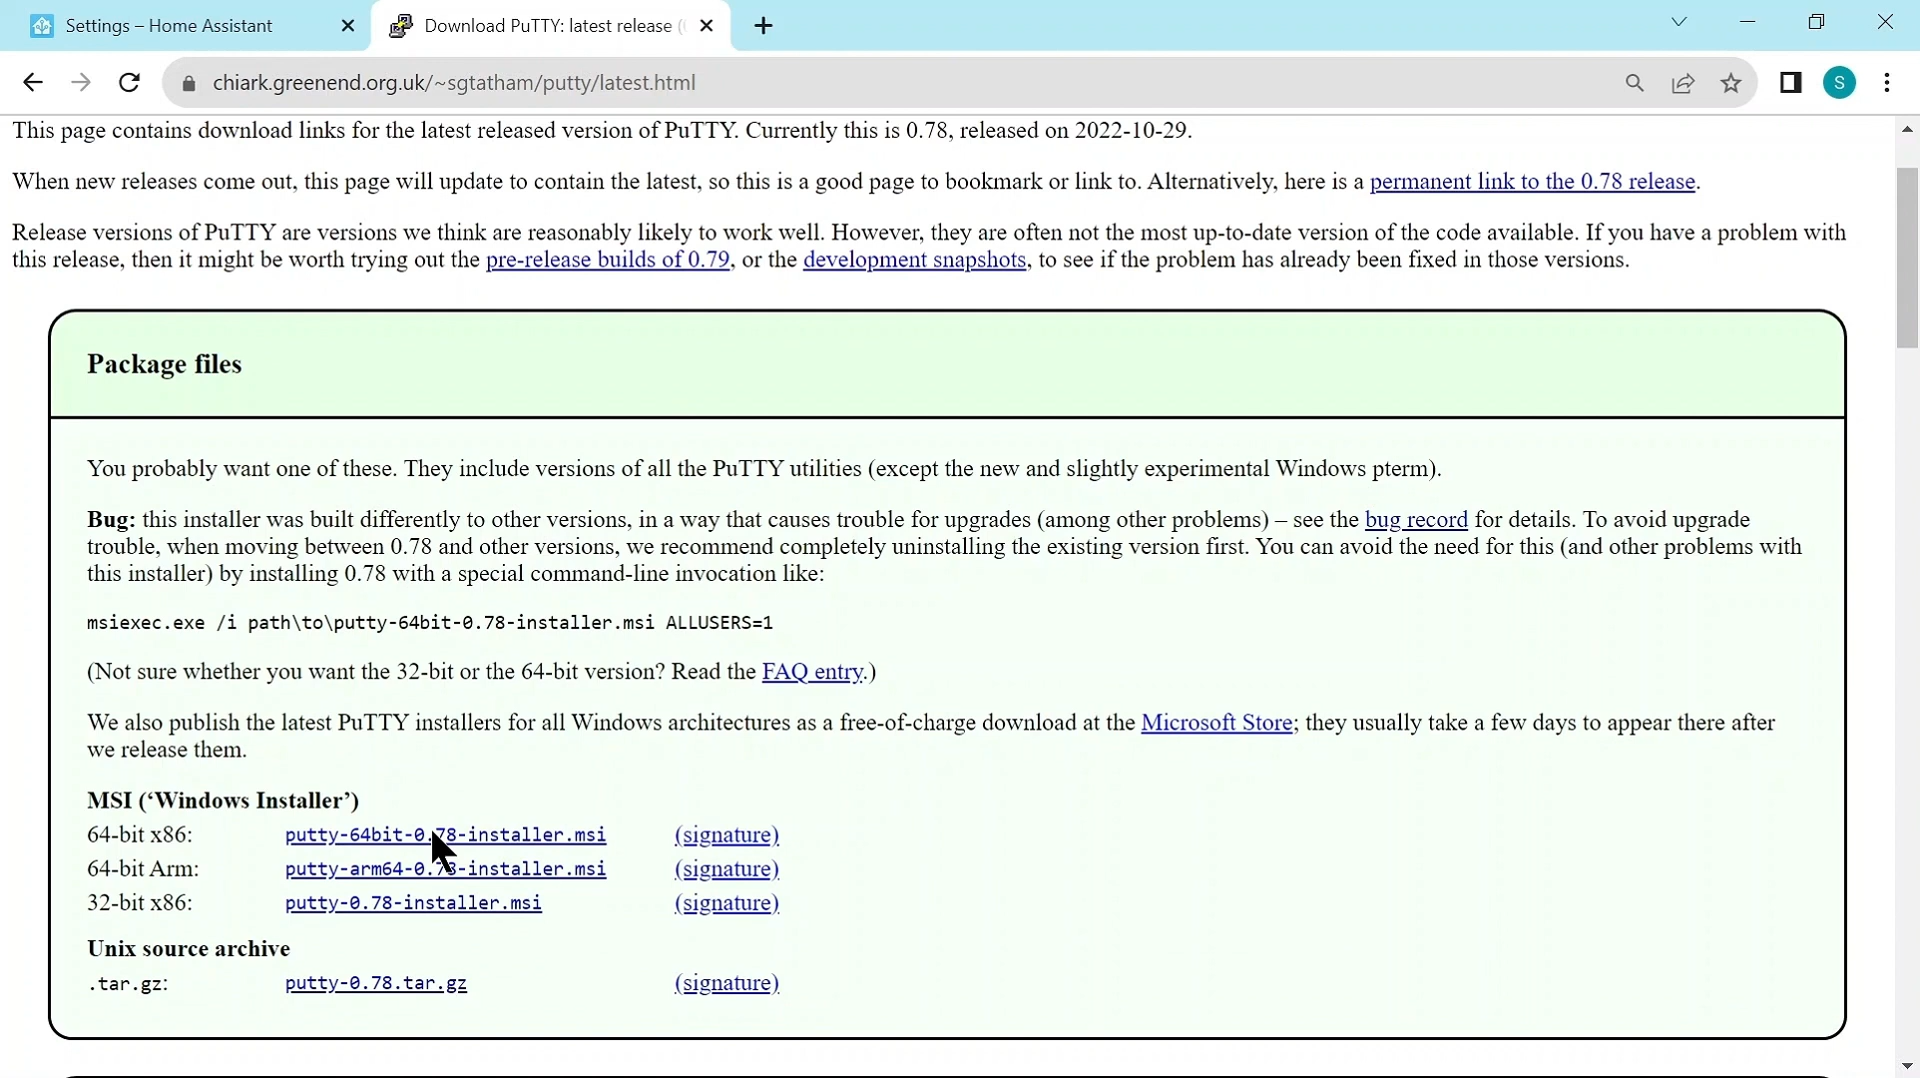 Settings – Home Assistant
Download PuTTY: latest release (
chiark.greenend.org.uk/~sgtatham/putty/latest.html
S
This page contains download links for the latest released version of PuTTY. Currently this is 0.78, released on 2022-10-29.
When new releases come out, this page will update to contain the latest, so this is a good page to bookmark or link to. Alternatively, here is a permanent link to the 0.78 release.
Release versions of PuTTY are versions we think are reasonably likely to work well. However, they are often not the most up-to-date version of the code available. If you have a problem with
this release, then it might be worth trying out the pre-release builds of 0.79, or the development snapshots, to see if the problem has already been fixed in those versions.
Package files
You probably want one of these. They include versions of all the PuTTY utilities (except the new and slightly experimental Windows pterm).
Bug: this installer was built differently to other versions, in a way that causes trouble for upgrades (among other problems) – see the bug record for details. To avoid upgrade
trouble, when moving between 0.78 and other versions, we recommend completely uninstalling the existing version first. You can avoid the need for this (and other problems with
this installer) by installing 0.78 with a special command-line invocation like:
msiexec.exe /i path\to\putty-64bit-0.78-installer.msi ALLUSERS=1
(Not sure whether you want the 32-bit or the 64-bit version? Read the FAQ entry.)
We also publish the latest PuTTY installers for all Windows architectures as a free-of-charge download at the Microsoft Store; they usually take a few days to appear there after
we release them.
MSI (‘Windows Installer’)
64-bit x86: putty-64bit-0.78-installer.msi (signature)
64-bit Arm: putty-arm64-0.78-installer.msi (signature)
32-bit x86: putty-0.78-installer.msi (signature)
Unix source archive
.tar.gz: putty-0.78.tar.gz (signature)